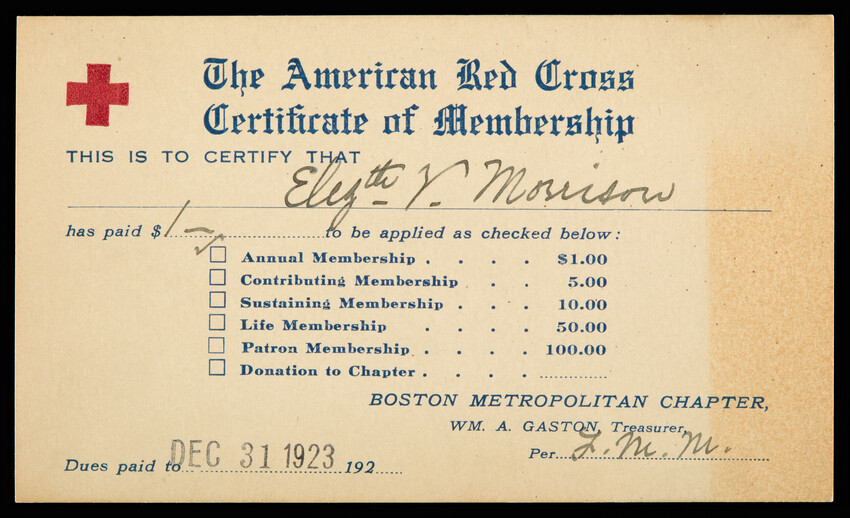 The American Red Cross
Certificate of Membership
THIS IS TO CERTIFY THAT
Elizth V. Morrison
has paid $1- to be applied as checked below:
Annual Membership . . . . $1.00
Contributing Membership . . 5.00
Sustaining Membership . . . 10.00
Life Membership . . . . 50.00
Patron Membership . . . . 100.00
Donation to Chapter . . . .
BOSTON METROPOLITAN CHAPTER,
WM. A. GASTON, Treasurer,
Per L. M. M.
Dues paid to DEC 31 1923 192